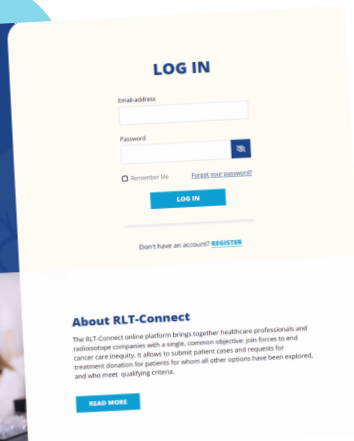 LOG IN
Email-address
Password
Remember Me
Forgot your password?
LOG IN
Don't have an account? REGISTER
About RLT-Connect
The RLT-Connect online platform brings together healthcare professionals and
radioisotope companies with a single, common objective: join forces to end
cancer care inequity. It allows to submit patient cases and requests for
treatment donation for patients for whom all other options have been explored,
and who meet qualifying criteria.
READ MORE